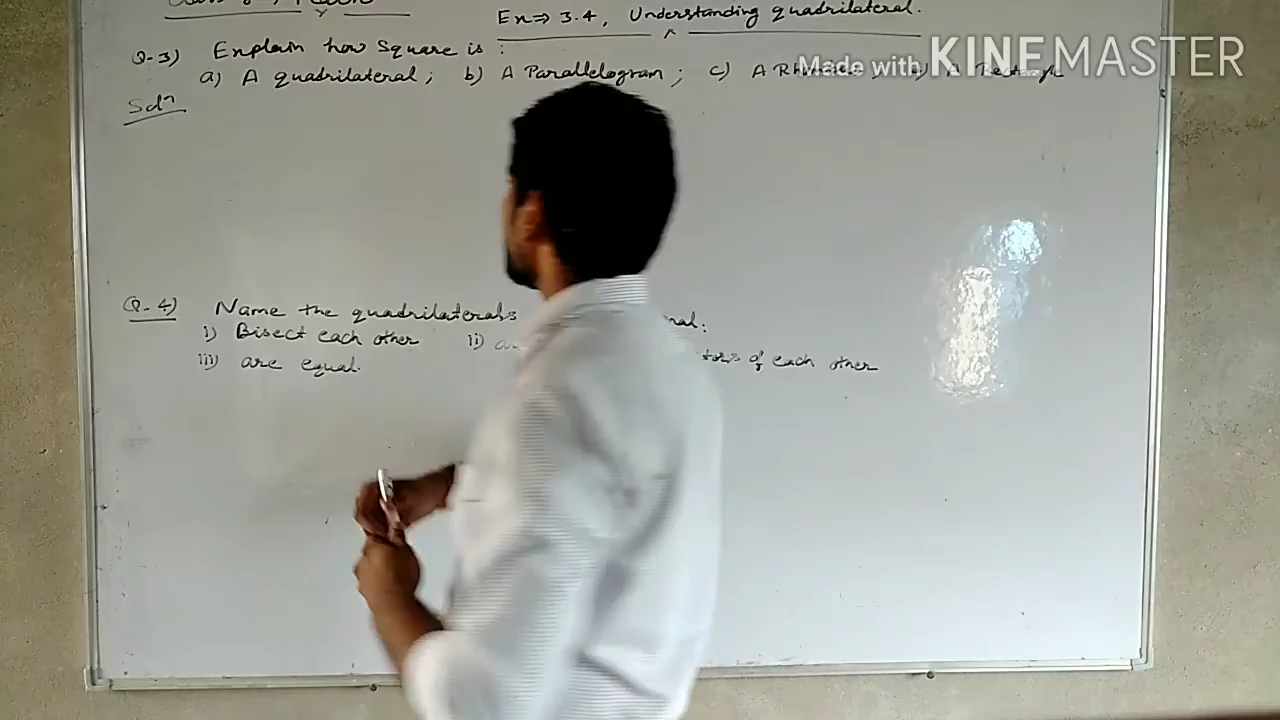 Ex ⇒ 3.4, Understanding quadrilateral.
Q-3) Explain how Square is :
a) A quadrilateral; b) A Parallelogram; c) A
Made with KINEMASTER
Solⁿ
Q-4) Name the quadrilaterals
i) Bisect each other ii) of each other
iii) are equal.